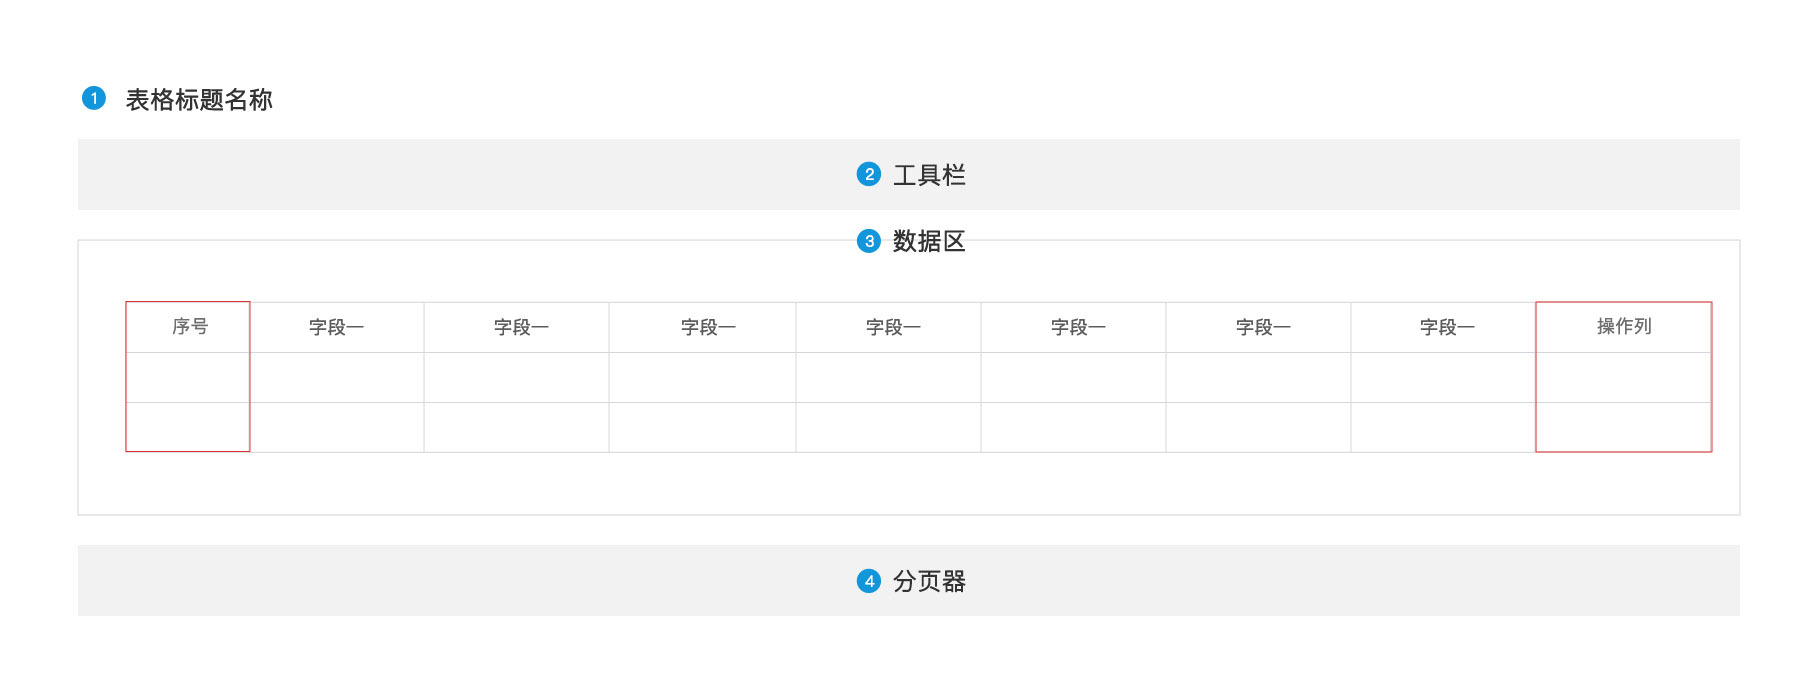 1 表格标题名称
2 工具栏
3 数据区
序号 字段一 字段一 字段一 字段一 字段一 字段一 字段一 操作列
4 分页器